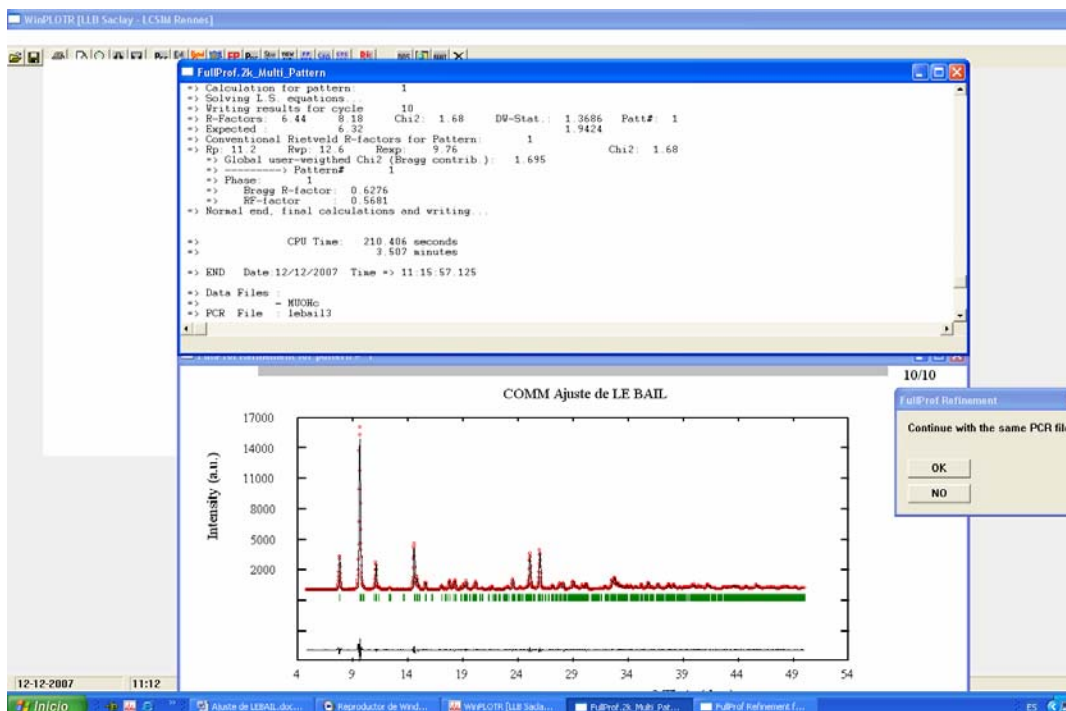 WinPLOTR [LLB Saclay - LCSIM Rennes]
FullProf.2k_Multi_Pattern
=> Calculation for pattern: 1
=> Solving L.S. equations...
=> Writing results for cycle 10
=> R-Factors: 6.44 8.18 Chi2: 1.68 DW-Stat.: 1.3686 Patt#: 1
=> Expected : 6.32 1.9424
=> Conventional Rietveld R-factors for Pattern: 1
=> Rp: 11.2 Rwp: 12.6 Rexp: 9.76 Chi2: 1.68
=> Global user-weigthed Chi2 (Bragg contrib.): 1.695
=> ---------> Pattern# 1
=> Phase: 1
=> Bragg R-factor: 0.6276
=> RF-factor : 0.5681
=> Normal end, final calculations and writing...
=> CPU Time: 210.406 seconds
=> 3.507 minutes
=> END Date:12/12/2007 Time => 11:15:57.125
=> Data Files :
=> - MUOHc
=> PCR File : lebail3
10/10
COMM Ajuste de LE BAIL
FullProf Refinement
Continue with the same PCR file
OK
NO
Intensity (a.u.)
17000
14000
11000
8000
5000
2000
4 9 14 19 24 29 34 39 44 49 54
12-12-2007 11:12
Inicio
Ajuste de LEBAIL.doc...
Reproductor de Wind...
WinPLOTR [LLB Sacla...
FullProf.2k_Multi_Pat...
FullProf Refinement f...
ES